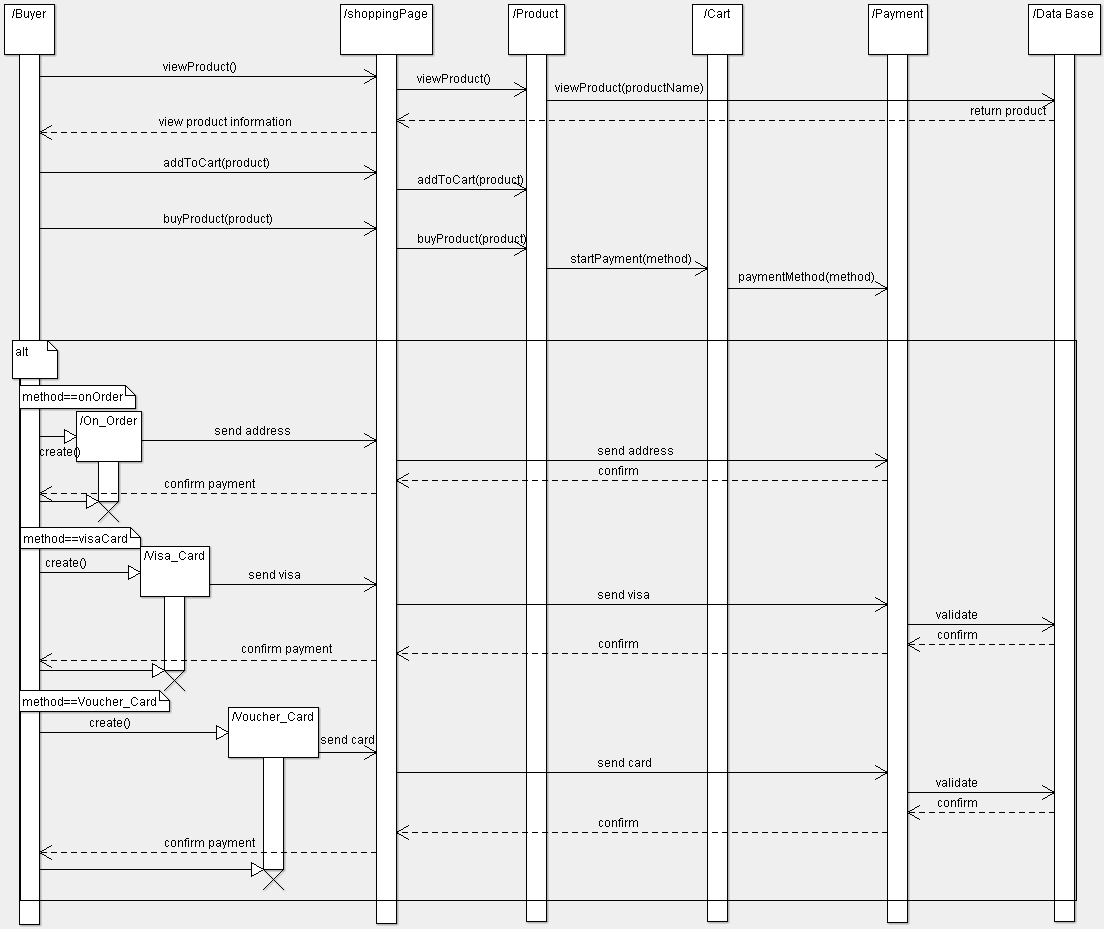 /Buyer
/shoppingPage
/Product
/Cart
/Payment
/Data Base
viewProduct()
viewProduct()
viewProduct(productName)
return product
view product information
addToCart(product)
addToCart(product)
buyProduct(product)
buyProduct(product)
startPayment(method)
paymentMethod(method)
alt
method==onOrder
/On_Order
create()
send address
send address
confirm
confirm payment
method==visaCard
/Visa_Card
create()
send visa
send visa
validate
confirm
confirm
confirm payment
method==Voucher_Card
/Voucher_Card
create()
send card
send card
validate
confirm
confirm
confirm payment